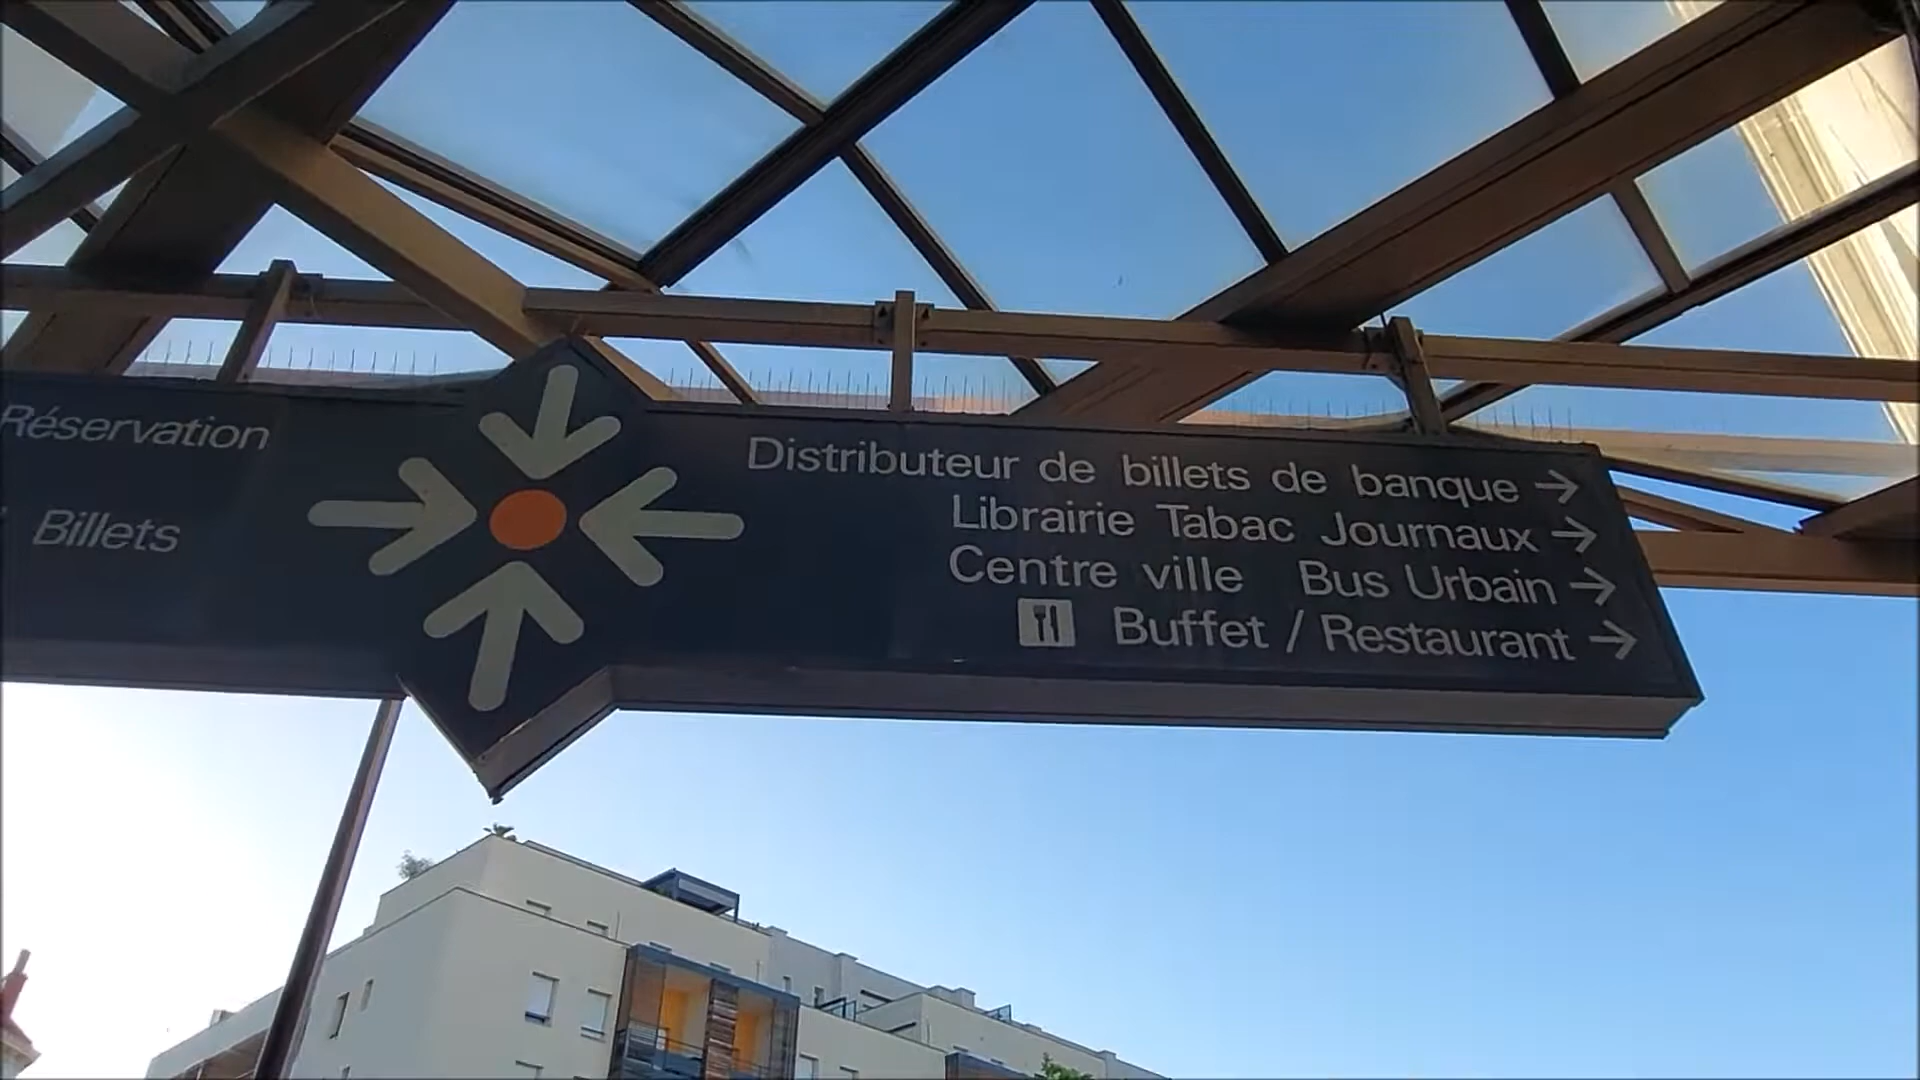 Réservation
Billets
Distributeur de billets de banque →
Librairie Tabac Journaux →
Centre ville Bus Urbain →
Buffet / Restaurant →